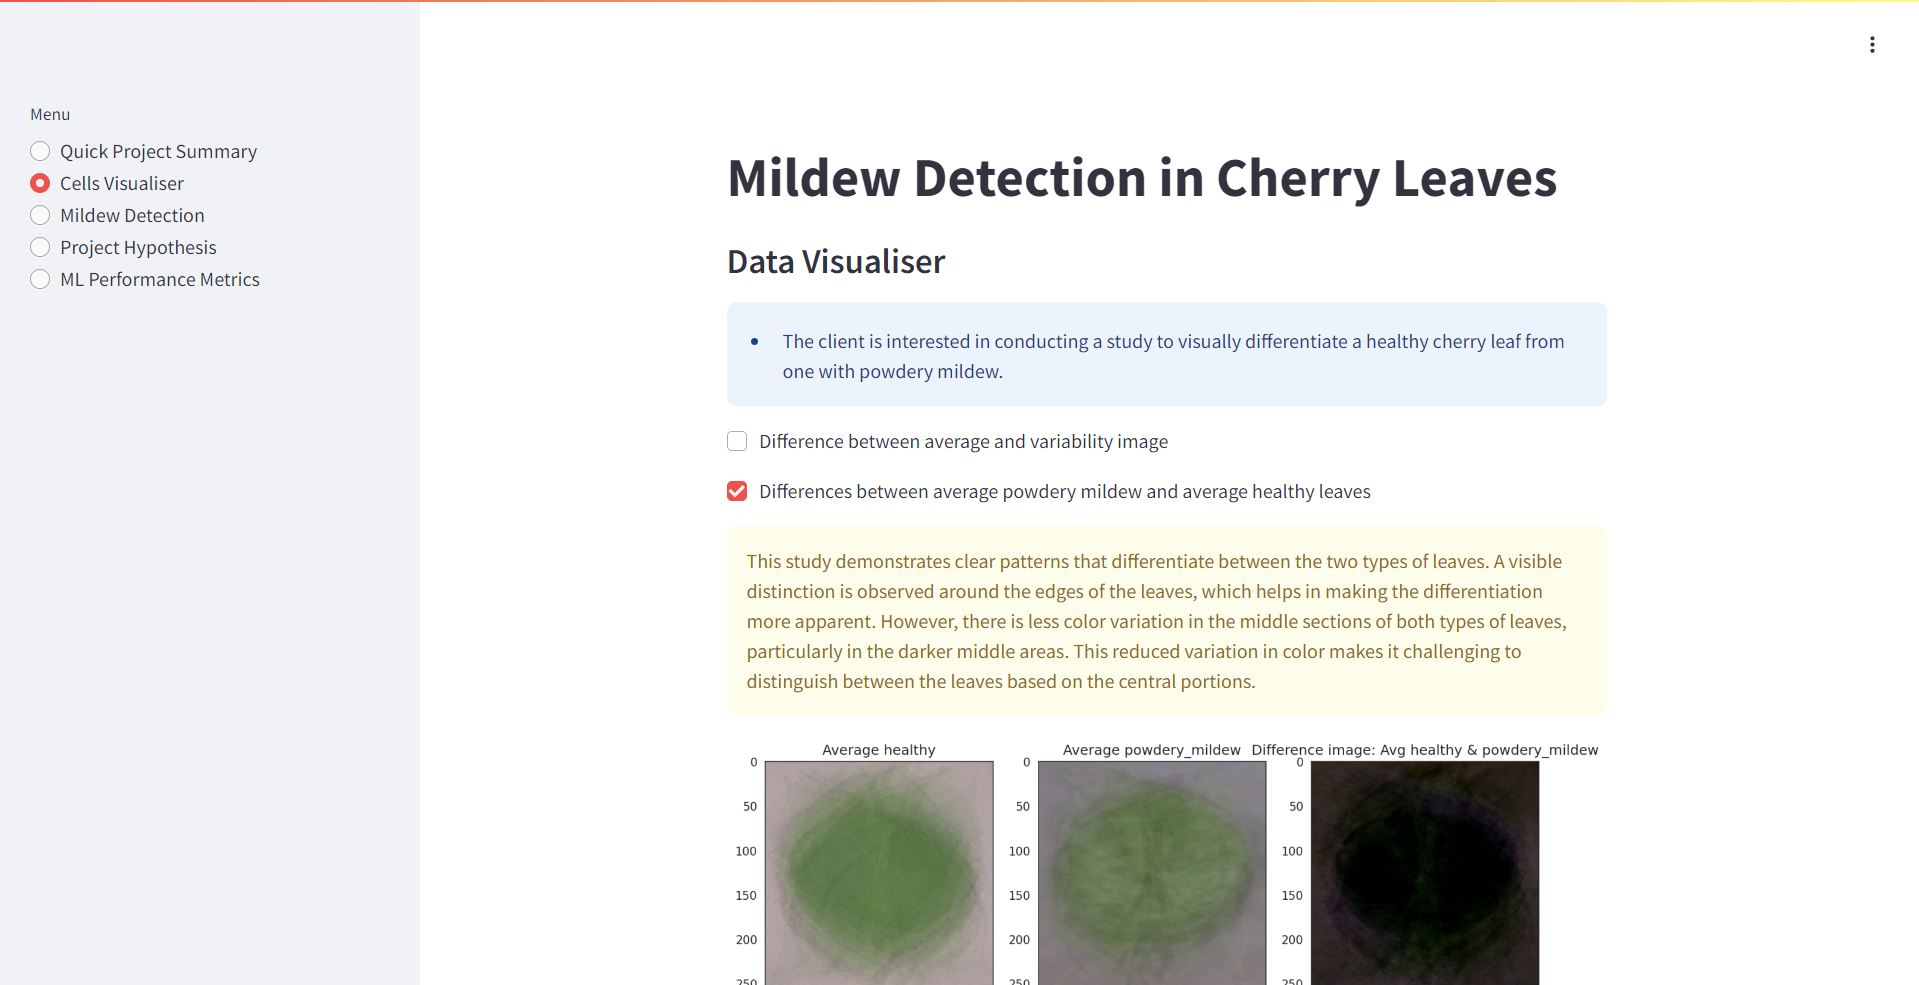 Menu
Quick Project Summary
Cells Visualiser
Mildew Detection
Project Hypothesis
ML Performance Metrics
Mildew Detection in Cherry Leaves
Data Visualiser
The client is interested in conducting a study to visually differentiate a healthy cherry leaf from
one with powdery mildew.
Difference between average and variability image
Differences between average powdery mildew and average healthy leaves
This study demonstrates clear patterns that differentiate between the two types of leaves. A visible
distinction is observed around the edges of the leaves, which helps in making the differentiation
more apparent. However, there is less color variation in the middle sections of both types of leaves,
particularly in the darker middle areas. This reduced variation in color makes it challenging to
distinguish between the leaves based on the central portions.
Average healthy
0
50
100
150
200
250
Average powdery_mildew
0
50
100
150
200
250
Difference image: Avg healthy & powdery_mildew
0
50
100
150
200
250